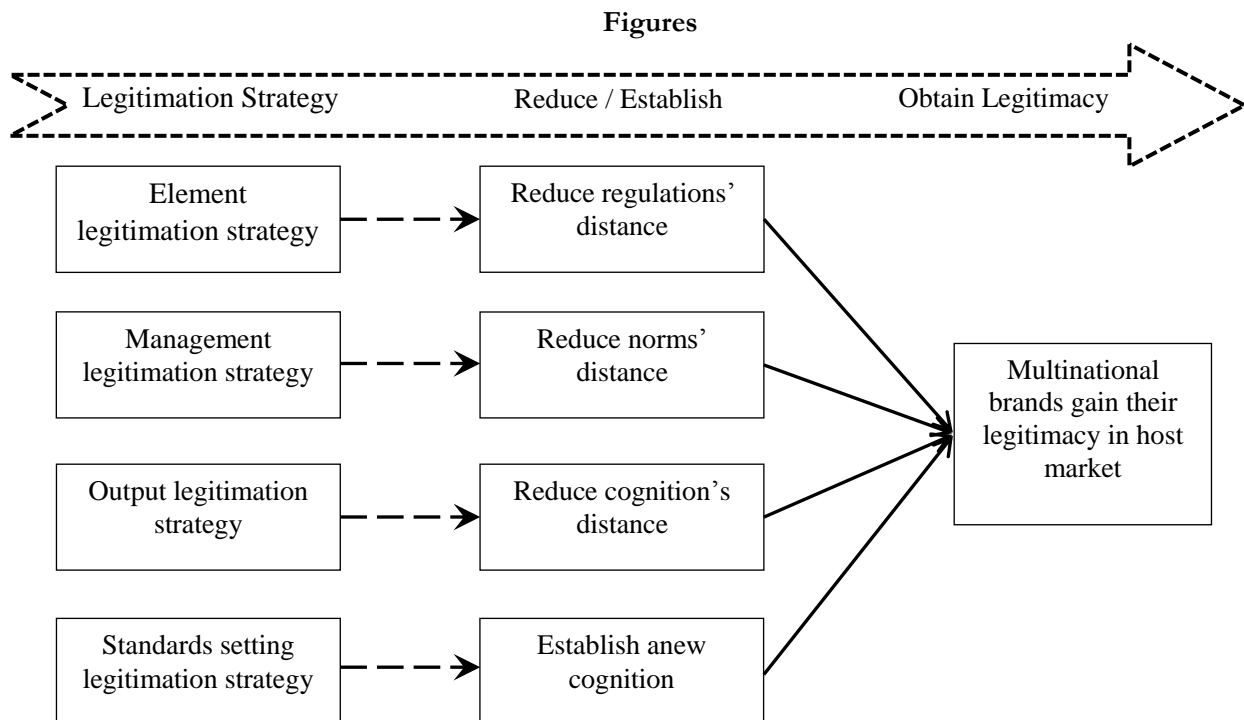 Figures
Legitimation Strategy
Reduce / Establish
Obtain Legitimacy
Element
legitimation strategy
Reduce regulations’
distance
Management
legitimation strategy
Reduce norms’
distance
Multinational
brands gain their
legitimacy in host
market
Output legitimation
strategy
Reduce cognition’s
distance
Standards setting
legitimation strategy
Establish anew
cognition